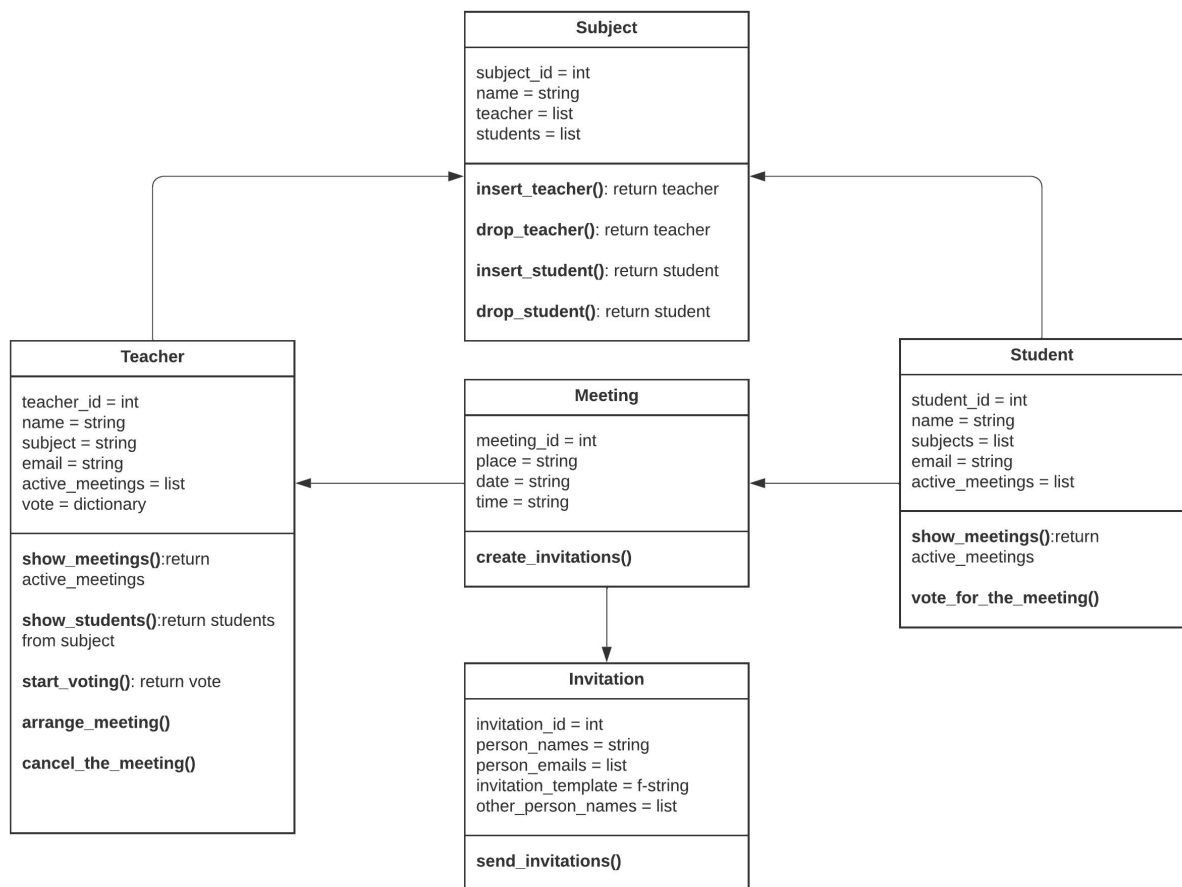 Subject
subject_id = int
name = string
teacher = list
students = list
insert_teacher(): return teacher
drop_teacher(): return teacher
insert_student(): return student
drop_student(): return student
Teacher
teacher_id = int
name = string
subject = string
email = string
active_meetings = list
vote = dictionary
show_meetings():return
active_meetings
show_students():return students
from subject
start_voting(): return vote
arrange_meeting()
cancel_the_meeting()
Meeting
meeting_id = int
place = string
date = string
time = string
create_invitations()
Student
student_id = int
name = string
subjects = list
email = string
active_meetings = list
show_meetings():return
active_meetings
vote_for_the_meeting()
Invitation
invitation_id = int
person_names = string
person_emails = list
invitation_template = f-string
other_person_names = list
send_invitations()